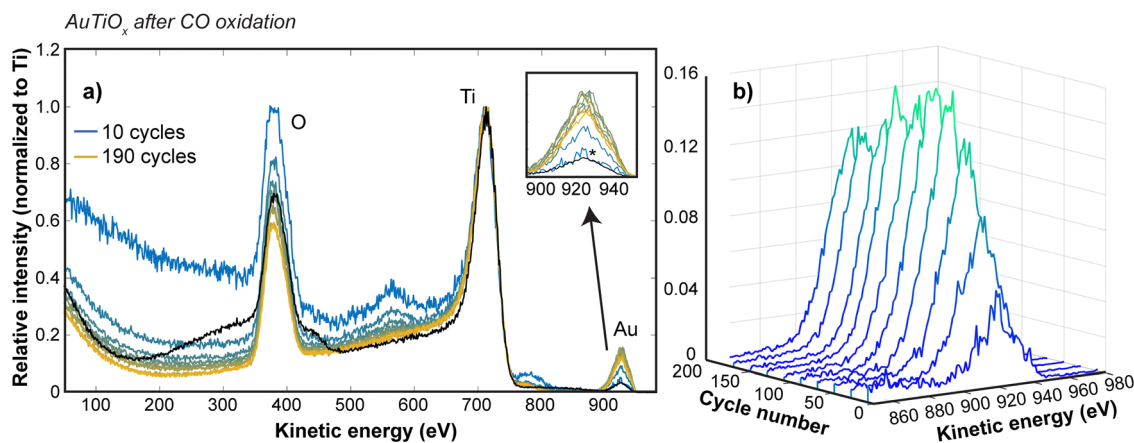 AuTiOₓ after CO oxidation
a)
10 cycles
190 cycles
O
Ti
Au
*
900 920 940
1.2
1.0
0.8
0.6
0.4
0.2
0
100 200 300 400 500 600 700 800 900
Relative intensity (normalized to Ti)
Kinetic energy (eV)
b)
0.16
0.12
0.08
0.04
0
200 150 100 50 0
Cycle number
860 880 900 920 940 960 980
Kinetic energy (eV)